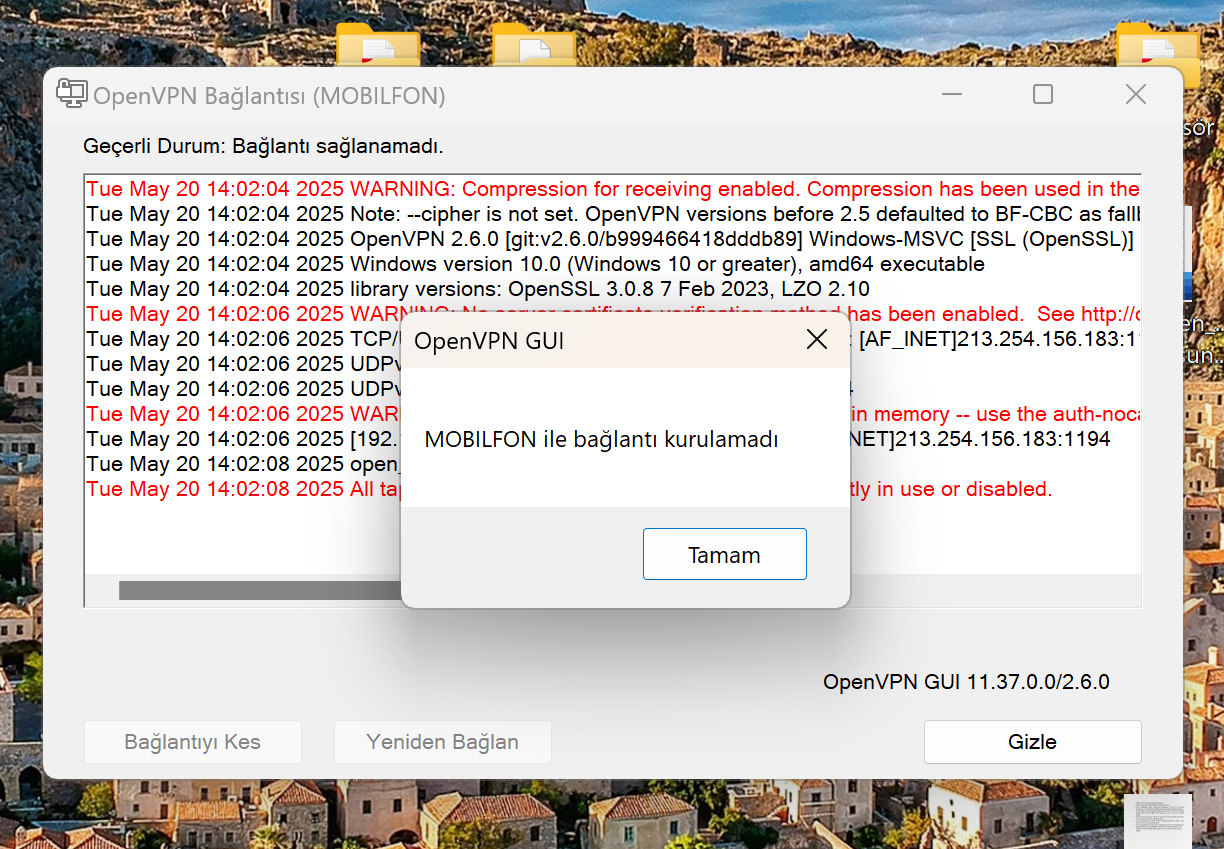 OpenVPN Bağlantısı (MOBILFON)
Geçerli Durum: Bağlantı sağlanamadı.
Tue May 20 14:02:04 2025 WARNING: Compression for receiving enabled. Compression has been used in the
Tue May 20 14:02:04 2025 Note: --cipher is not set. OpenVPN versions before 2.5 defaulted to BF-CBC as fallb
Tue May 20 14:02:04 2025 OpenVPN 2.6.0 [git:v2.6.0/b999466418dddb89] Windows-MSVC [SSL (OpenSSL)]
Tue May 20 14:02:04 2025 Windows version 10.0 (Windows 10 or greater), amd64 executable
Tue May 20 14:02:04 2025 library versions: OpenSSL 3.0.8 7 Feb 2023, LZO 2.10
Tue May 20 14:02:06 2025 WARNING: No server certificate verification method has been enabled. See http://
Tue May 20 14:02:06 2025 TCP/ [AF_INET]213.254.156.183:1
Tue May 20 14:02:06 2025 UDPv
Tue May 20 14:02:06 2025 UDPv
Tue May 20 14:02:06 2025 WAR in memory -- use the auth-noca
Tue May 20 14:02:06 2025 [192. NET]213.254.156.183:1194
Tue May 20 14:02:08 2025 open_
Tue May 20 14:02:08 2025 All tap tly in use or disabled.
OpenVPN GUI
MOBILFON ile bağlantı kurulamadı
Tamam
OpenVPN GUI 11.37.0.0/2.6.0
Bağlantıyı Kes
Yeniden Bağlan
Gizle
sör
en_...
sun...